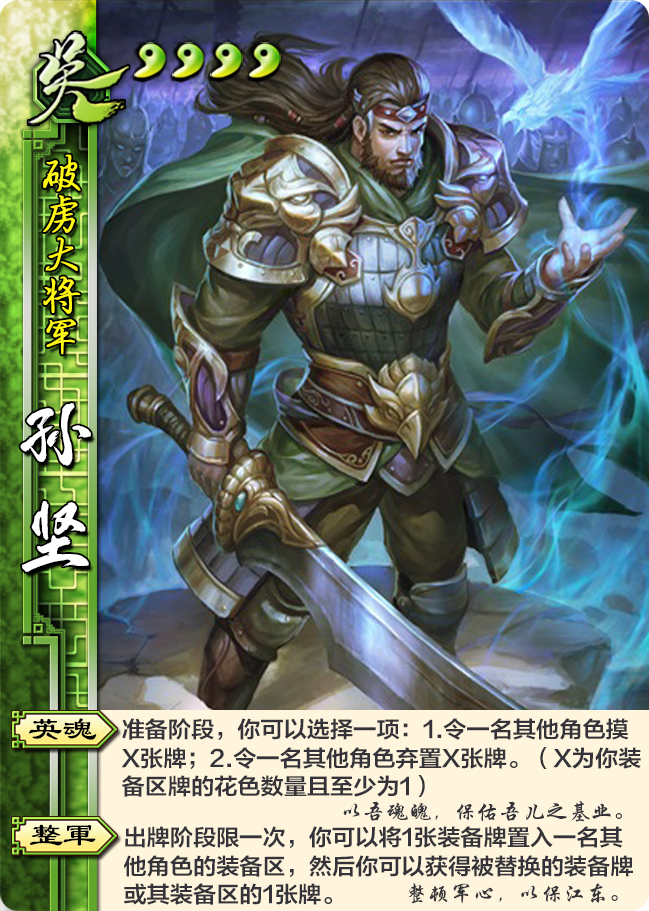 吴
破虏大将军
孙坚
英魂
准备阶段，你可以选择一项：1.令一名其他角色摸
X张牌；2.令一名其他角色弃置X张牌。（X为你装
备区牌的花色数量且至少为1）
以吾魂魄，保佑吾儿之基业。
整軍
出牌阶段限一次，你可以将1张装备牌置入一名其
他角色的装备区，然后你可以获得被替换的装备牌
或其装备区的1张牌。
整顿军心，以保江东。